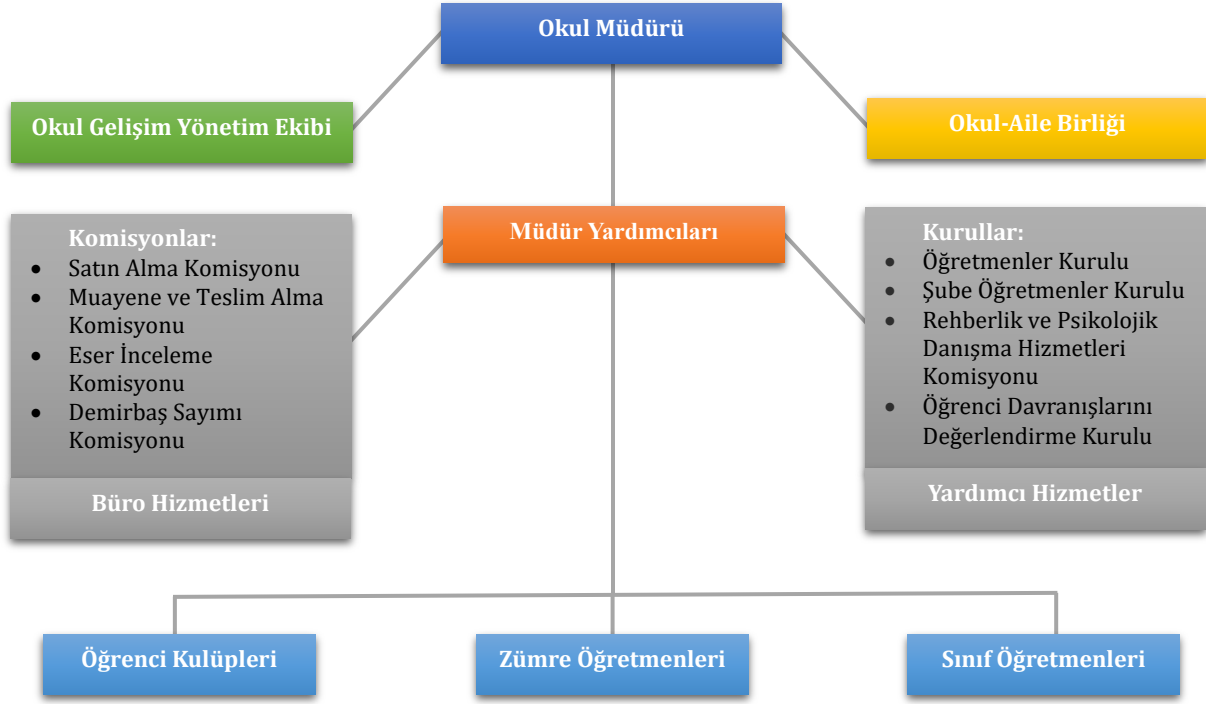 Okul Müdürü
Okul Gelişim Yönetim Ekibi
Okul-Aile Birliği
Müdür Yardımcıları
Komisyonlar:
• Satın Alma Komisyonu
• Muayene ve Teslim Alma
Komisyonu
• Eser İnceleme
Komisyonu
• Demirbaş Sayımı
Komisyonu
Büro Hizmetleri
Kurullar:
• Öğretmenler Kurulu
• Şube Öğretmenler Kurulu
• Rehberlik ve Psikolojik
Danışma Hizmetleri
Komisyonu
• Öğrenci Davranışlarını
Değerlendirme Kurulu
Yardımcı Hizmetler
Öğrenci Kulüpleri
Zümre Öğretmenleri
Sınıf Öğretmenleri